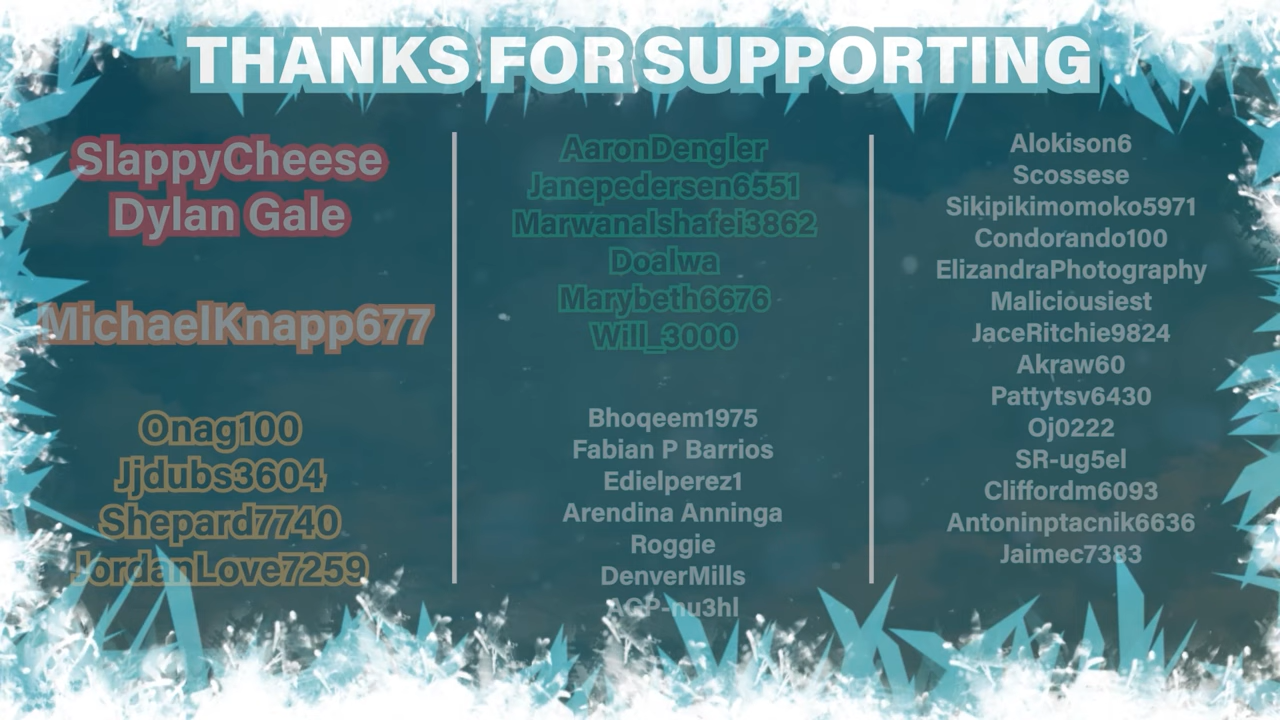 THANKS FOR SUPPORTING
SlappyCheese
Dylan Gale
MichaelKnapp677
Onag100
Jjdubs3604
Shepard7740
JordanLove7259
AaronDengler
Janepedersen6551
Marwanalshafei3862
Doalwa
Marybeth6676
Will_3000
Bhoqeem1975
Fabian P Barrios
Edielperez1
Arendina Anninga
Roggie
DenverMills
AGP-nu3hl
Alokison6
Scossese
Sikipikimomoko5971
Condorando100
ElizandraPhotography
Maliciousiest
JaceRitchie9824
Akraw60
Pattytsv6430
Oj0222
SR-ug5el
Cliffordm6093
Antoninptacnik6636
Jaimec7383